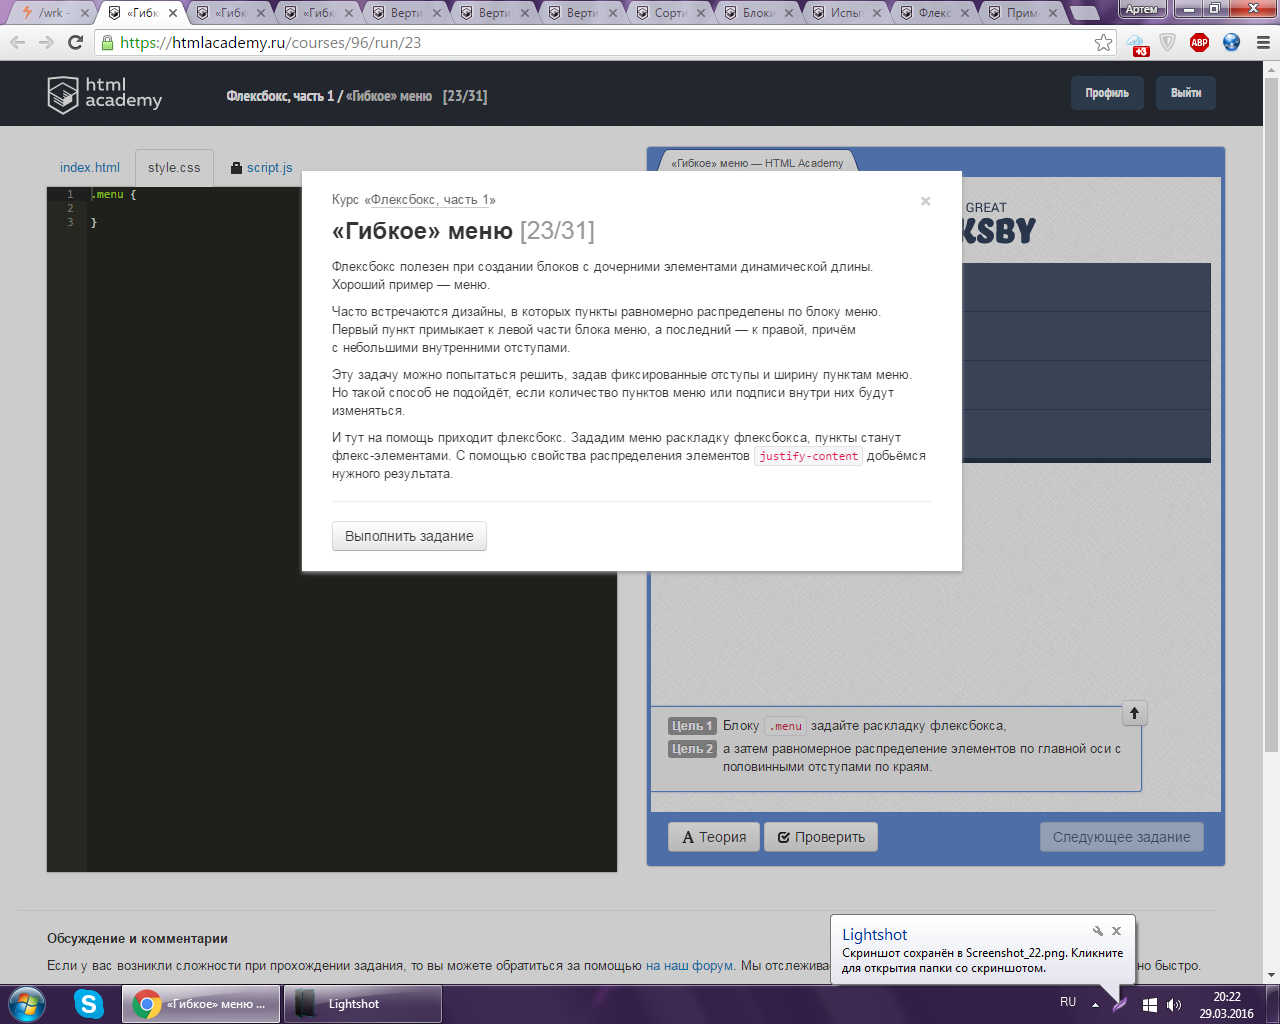 /wrk -
«Гибк
«Гибк
«Гибк
Верти
Верти
Верти
Сорти
Блоки
Испы
Флекс
Прим
Артем
https://htmlacademy.ru/courses/96/run/23
+3
ABP
html
academy
Флексбокс, часть 1 / «Гибкое» меню [23/31]
Профиль
Выйти
index.html
style.css
script.js
1 .menu {
2
3 }
«Гибкое» меню — HTML Academy
GREAT
KSBY
Курс «Флексбокс, часть 1»
«Гибкое» меню [23/31]
Флексбокс полезен при создании блоков с дочерними элементами динамической длины.
Хороший пример — меню.
Часто встречаются дизайны, в которых пункты равномерно распределены по блоку меню.
Первый пункт примыкает к левой части блока меню, а последний — к правой, причём
с небольшими внутренними отступами.
Эту задачу можно попытаться решить, задав фиксированные отступы и ширину пунктам меню.
Но такой способ не подойдёт, если количество пунктов меню или подписи внутри них будут
изменяться.
И тут на помощь приходит флексбокс. Зададим меню раскладку флексбокса, пункты станут
флекс-элементами. С помощью свойства распределения элементов justify-content добьёмся
нужного результата.
Выполнить задание
Цель 1 Блоку .menu задайте раскладку флексбокса,
Цель 2 а затем равномерное распределение элементов по главной оси с
половинными отступами по краям.
Теория
Проверить
Следующее задание
Обсуждение и комментарии
Если у вас возникли сложности при прохождении задания, то вы можете обратиться за помощью на наш форум. Мы отслежива
но быстро.
Lightshot
Скриншот сохранён в Screenshot_22.png. Кликните
для открытия папки со скриншотом.
«Гибкое» меню ...
Lightshot
RU
20:22
29.03.2016